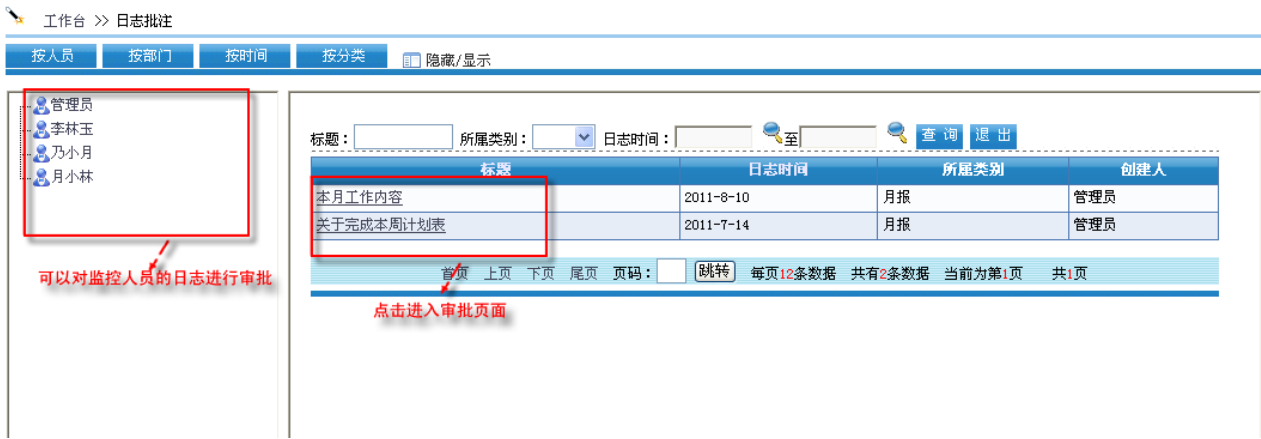 工作台 >> 日志批注
按人员 按部门 按时间 按分类 隐藏/显示
管理员
李林玉
乃小月
月小林
可以对监控人员的日志进行审批
标题： 所属类别： 日志时间： 至 查 询 退 出
标题 日志时间 所属类别 创建人
本月工作内容 2011-8-10 月报 管理员
关于完成本周计划表 2011-7-14 月报 管理员
首页 上页 下页 尾页 页码： 跳转 每页12条数据 共有2条数据 当前为第1页 共1页
点击进入审批页面